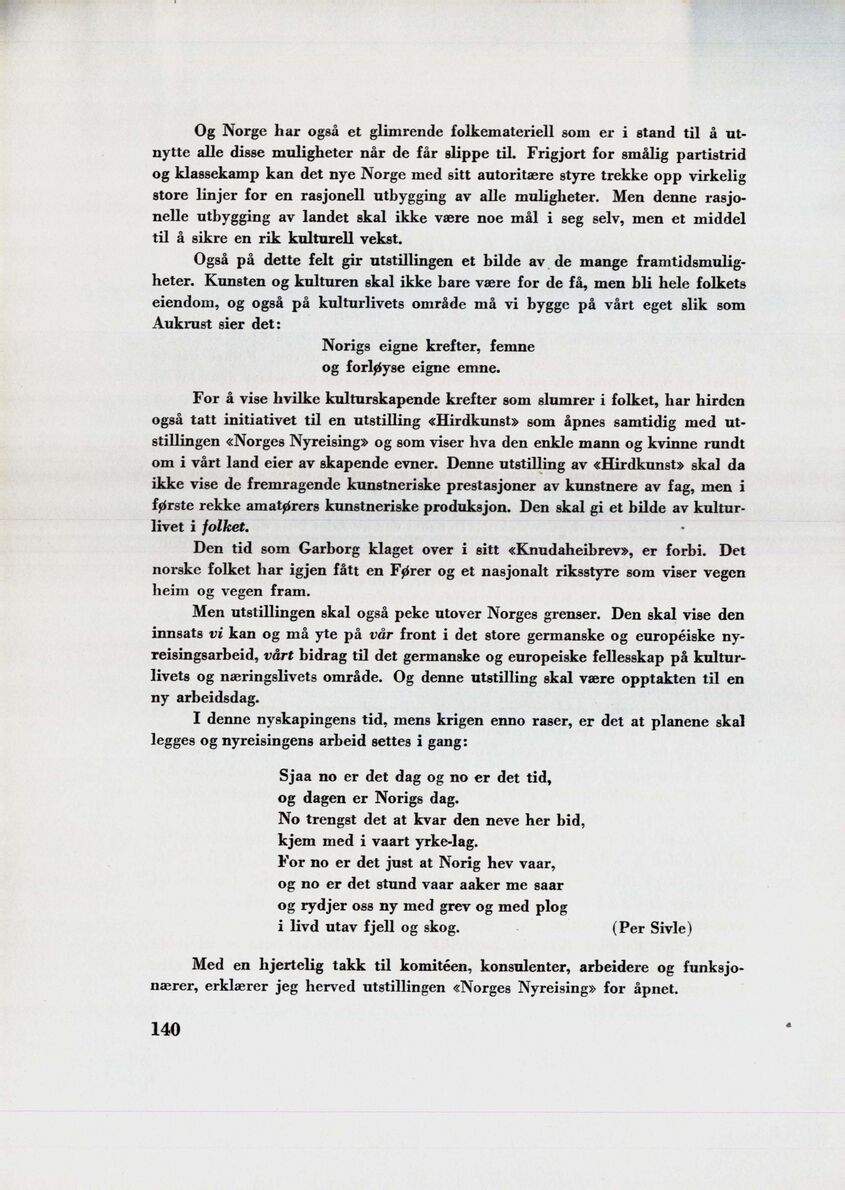 Og Norge har også et glimrende folkemateriell som er i stand til å ut-
nytte alle disse muligheter når de får slippe til. Frigjort for smålig partistrid
og klassekamp kan det nye Norge med sitt autoritære styre trekke opp virkelig
store linjer for en rasjonell utbygging av alle muligheter. Men denne rasjo-
nelle utbygging av landet skal ikke være noe mål i seg selv, men et middel
til å sikre en rik kulturell vekst.
Også på dette felt gir utstillingen et bilde av de mange framtidsmulig-
heter. Kunsten og kulturen skal ikke bare være for de få, men bli hele folkets
eiendom, og også på kulturlivets område må vi bygge på vårt eget slik som
Aukrust sier det:
Norigs eigne krefter, femne
og forløyse eigne emne.
For å vise hvilke kulturskapende krefter som slumrer i folket, har hirden
også tatt initiativet til en utstilling «Hirdkunst» som åpnes samtidig med ut-
stillingen «Norges Nyreising» og som viser hva den enkle mann og kvinne rundt
om i vårt land eier av skapende evner. Denne utstilling av «Hirdkunst» skal da
ikke vise de fremragende kunstneriske prestasjoner av kunstnere av fag, men i
første rekke amatørers kunstneriske produksjon. Den skal gi et bilde av kultur-
livet i folket.
Den tid som Garborg klaget over i sitt «Knudaheibrev», er forbi. Det
norske folket har igjen fått en Fører og et nasjonalt riksstyre som viser vegen
heim og vegen fram.
Men utstillingen skal også peke utover Norges grenser. Den skal vise den
innsats vi kan og må yte på vår front i det store germanske og européiske ny-
reisingsarbeid, vårt bidrag til det germanske og europeiske fellesskap på kultur-
livets og næringslivets område. Og denne utstilling skal være opptakten til en
ny arbeidsdag.
I denne nyskapingens tid, mens krigen enno raser, er det at planene skal
legges og nyreisingens arbeid settes i gang:
Sjaa no er det dag og no er det tid,
og dagen er Norigs dag.
No trengst det at kvar den neve her bid,
kjem med i vaart yrke-lag.
For no er det just at Norig hev vaar,
og no er det stund vaar aaker me saar
og rydjer oss ny med grev og med plog
i livd utav fjell og skog. (Per Sivle)
Med en hjertelig takk til komitéen, konsulenter, arbeidere og funksjo-
nærer, erklærer jeg herved utstillingen «Norges Nyreising» for åpnet.
140